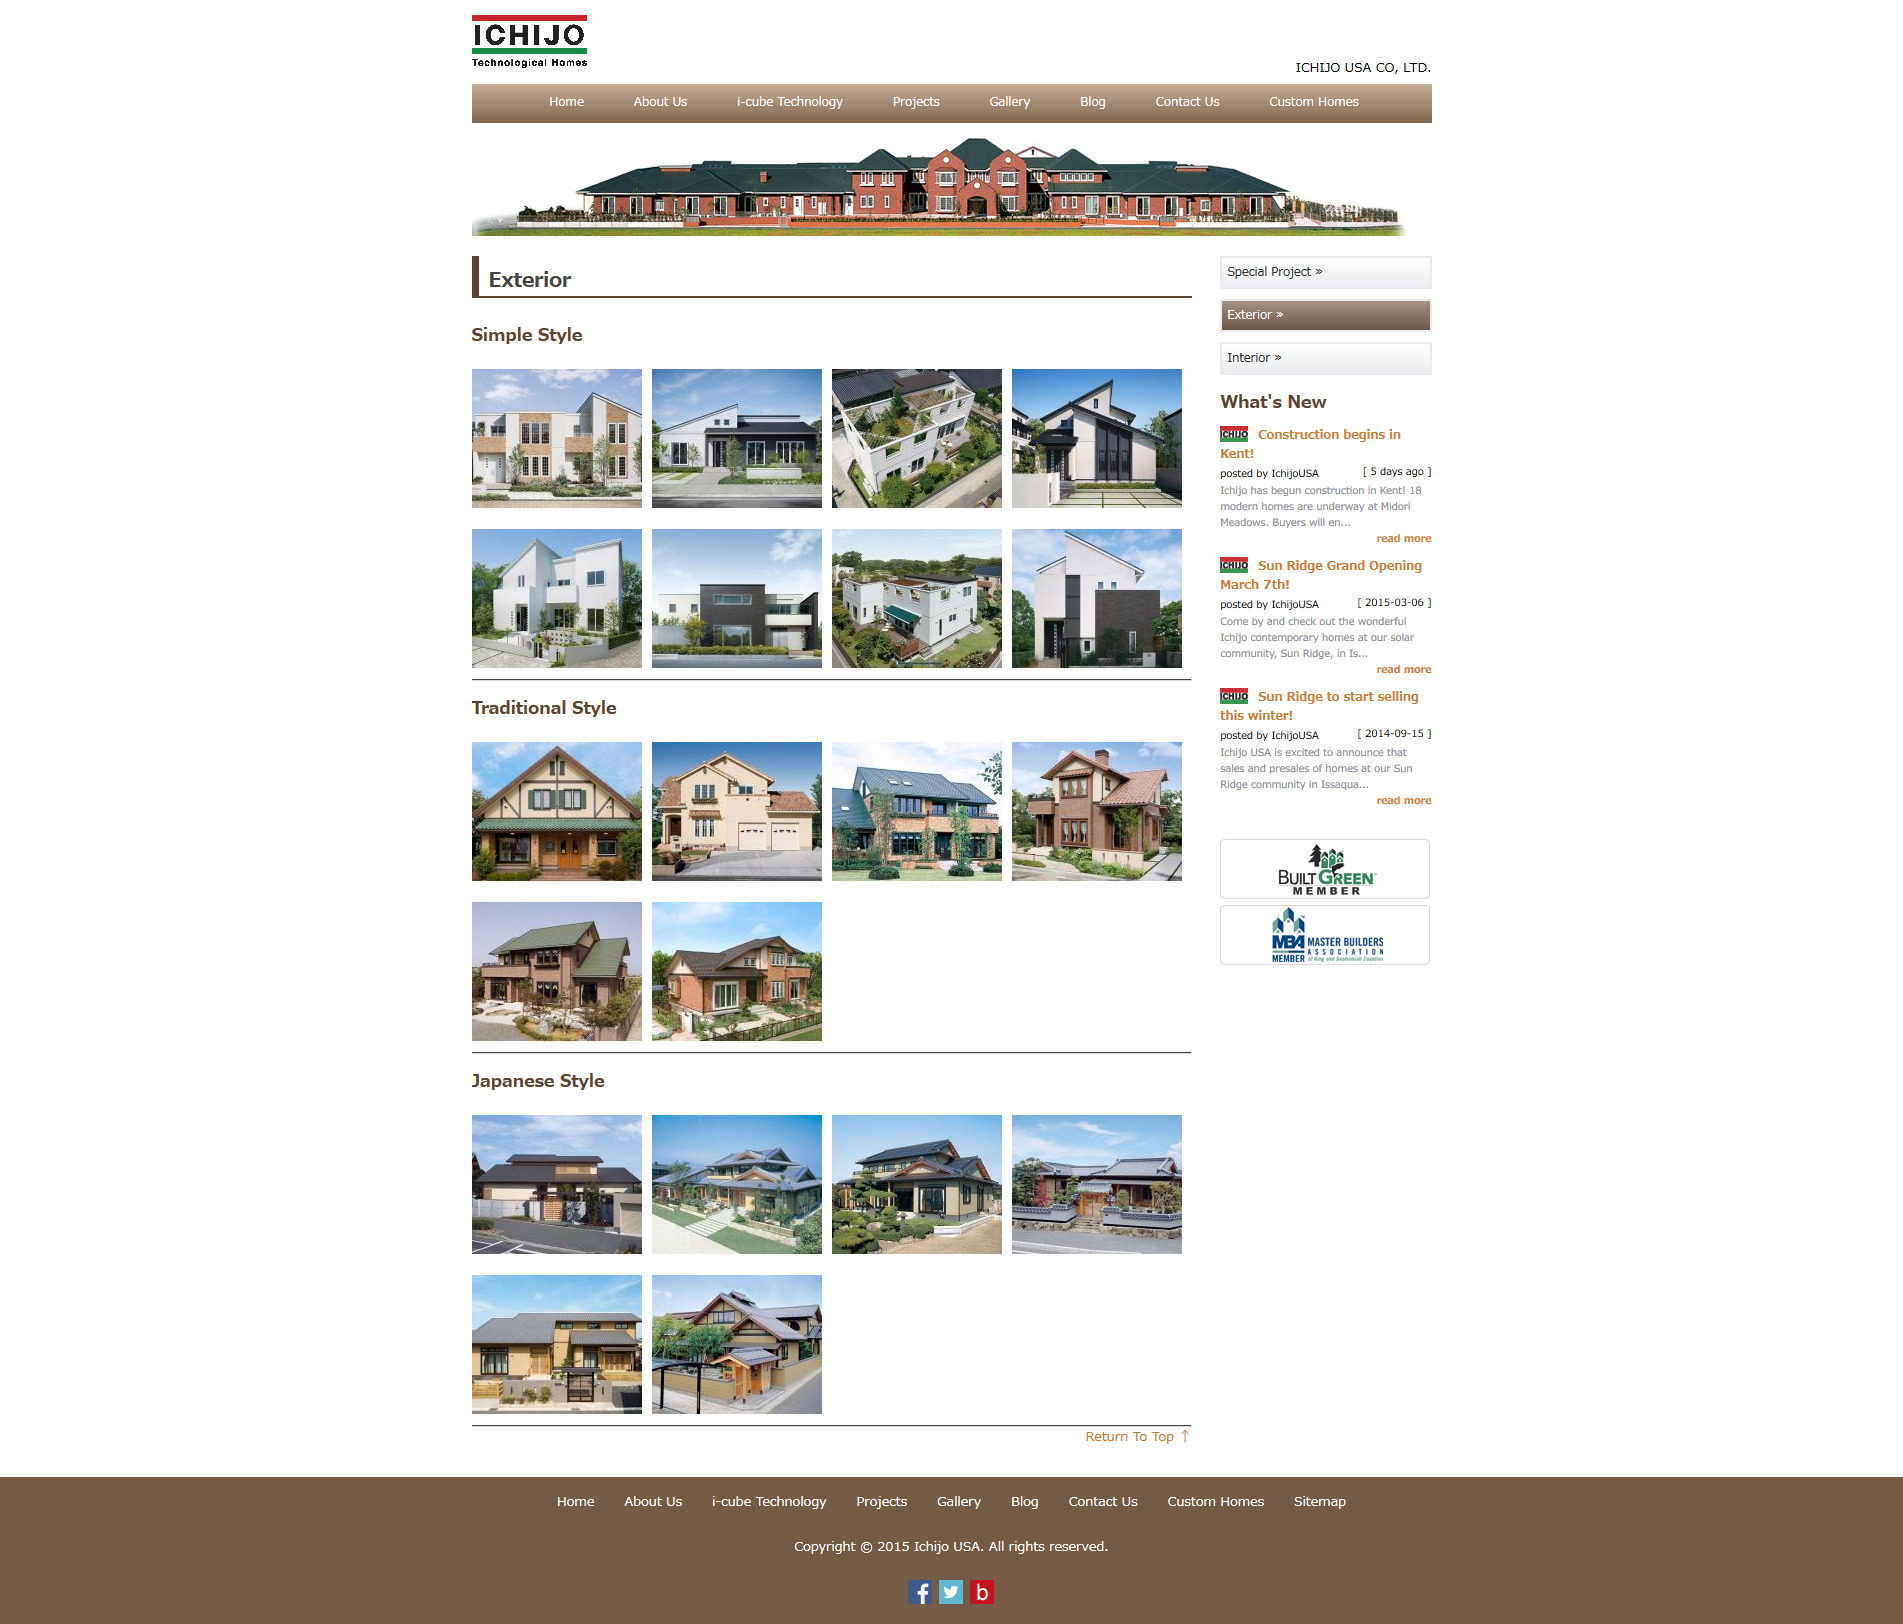 ICHIJO
Technological Homes
ICHIJO USA CO, LTD.
Home About Us i-cube Technology Projects Gallery Blog Contact Us Custom Homes
Exterior
Simple Style
Traditional Style
Japanese Style
Return To Top ↑
Special Project »
Exterior »
Interior »
What's New
ICHIJO Construction begins in
Kent!
posted by IchijoUSA [ 5 days ago ]
Ichijo has begun construction in Kent! 18
modern homes are underway at Midori
Meadows. Buyers will en...
read more
ICHIJO Sun Ridge Grand Opening
March 7th!
posted by IchijoUSA [ 2015-03-06 ]
Come by and check out the wonderful
Ichijo contemporary homes at our solar
community, Sun Ridge, in Is...
read more
ICHIJO Sun Ridge to start selling
this winter!
posted by IchijoUSA [ 2014-09-15 ]
Ichijo USA is excited to announce that
sales and presales of homes at our Sun
Ridge community in Issaqua...
read more
BUILT GREEN™
MEMBER
MBA MASTER BUILDERS
MEMBER ASSOCIATION
of King and Snohomish Counties
Home About Us i-cube Technology Projects Gallery Blog Contact Us Custom Homes Sitemap
Copyright © 2015 Ichijo USA. All rights reserved.
f b